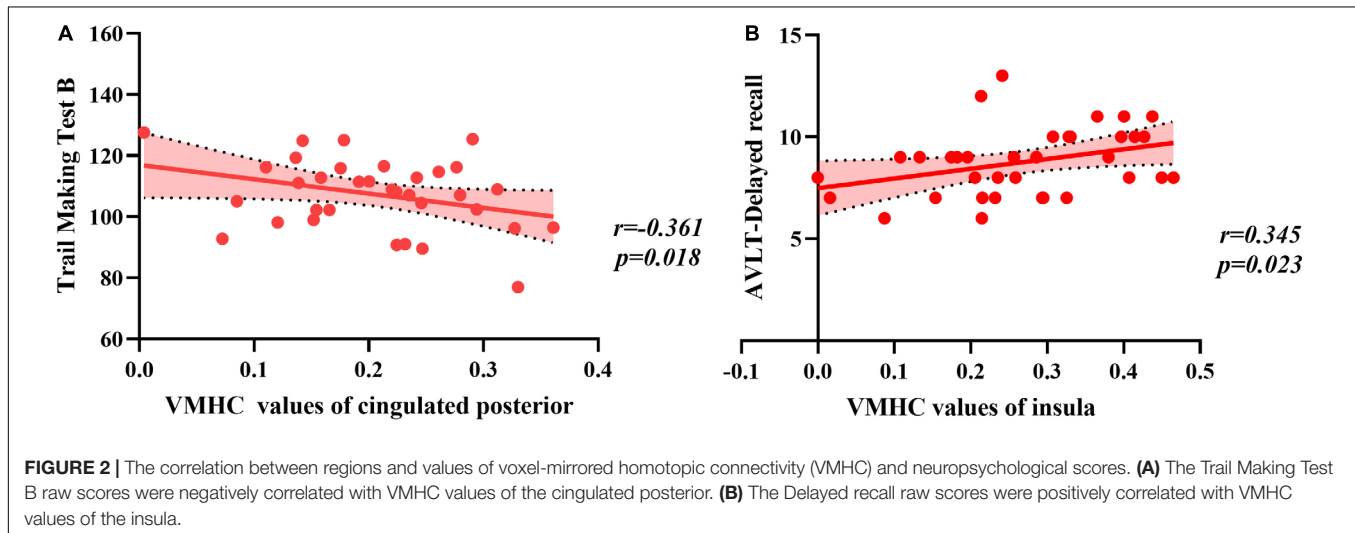 A
160
140
120
100
80
60
Trail Making Test B
0.0 0.1 0.2 0.3 0.4
VMHC values of cingulated posterior
r=-0.361
p=0.018
B
15
10
5
AVLT-Delayed recall
-0.1 0.0 0.1 0.2 0.3 0.4 0.5
VMHC values of insula
r=0.345
p=0.023
FIGURE 2 | The correlation between regions and values of voxel-mirrored homotopic connectivity (VMHC) and neuropsychological scores. (A) The Trail Making Test
B raw scores were negatively correlated with VMHC values of the cingulated posterior. (B) The Delayed recall raw scores were positively correlated with VMHC
values of the insula.